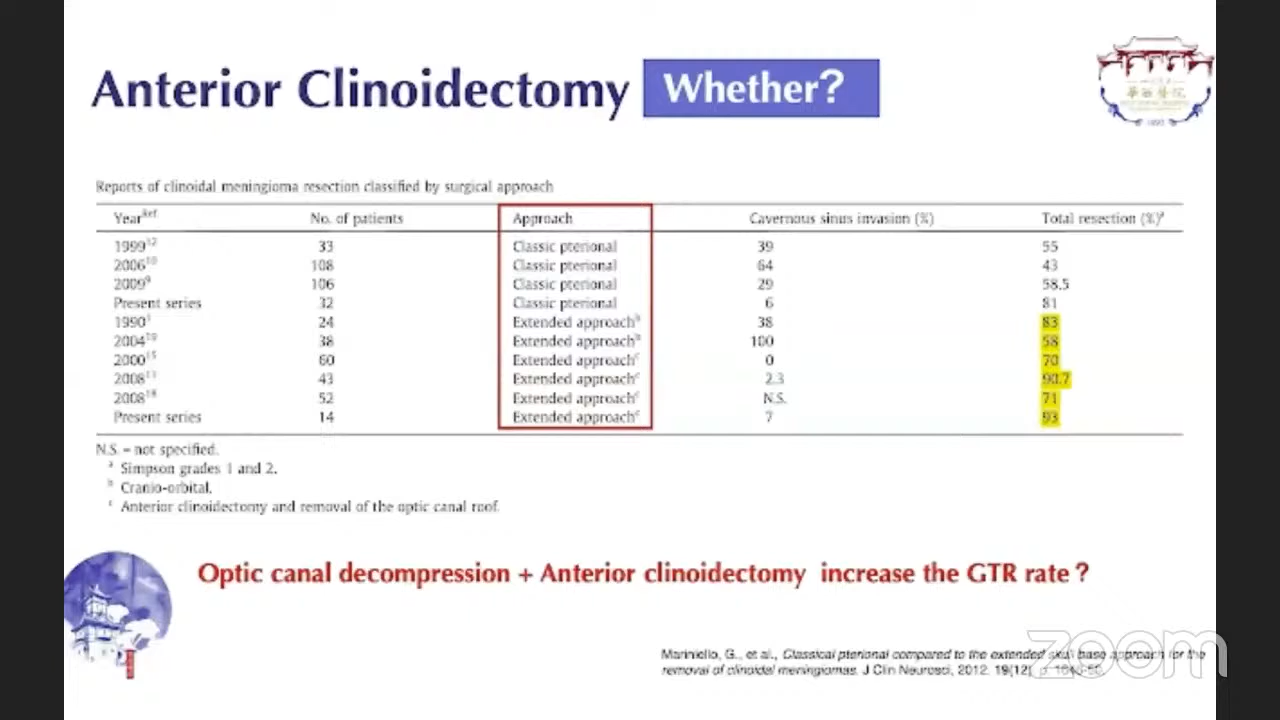 Anterior Clinoidectomy Whether?
華西醫院
Reports of clinoidal meningioma resection classified by surgical approach
Year Ref No. of patients Approach Cavernous sinus invasion (%) Total resection (%)a
1999 12 33 Classic pterional 39 55
2006 10 108 Classic pterional 64 43
2009 9 106 Classic pterional 29 58.5
Present series 32 Classic pterional 6 81
1990 24 Extended approach b 38 83
2004 38 Extended approach b 100 58
2000 15 60 Extended approach c 0 70
2008 43 Extended approach c 2.3 90.7
2008 18 52 Extended approach c N.S. 71
Present series 14 Extended approach c 7 93
N.S. = not specified.
a Simpson grades 1 and 2.
b Cranio-orbital.
c Anterior clinoidectomy and removal of the optic canal roof.
Optic canal decompression + Anterior clinoidectomy increase the GTR rate?
Mariniello, G., et al., Classical pterional compared to the extended skull base approach for the
removal of clinoidal meningiomas. J Clin Neurosci, 2012. 19(12)
zoom